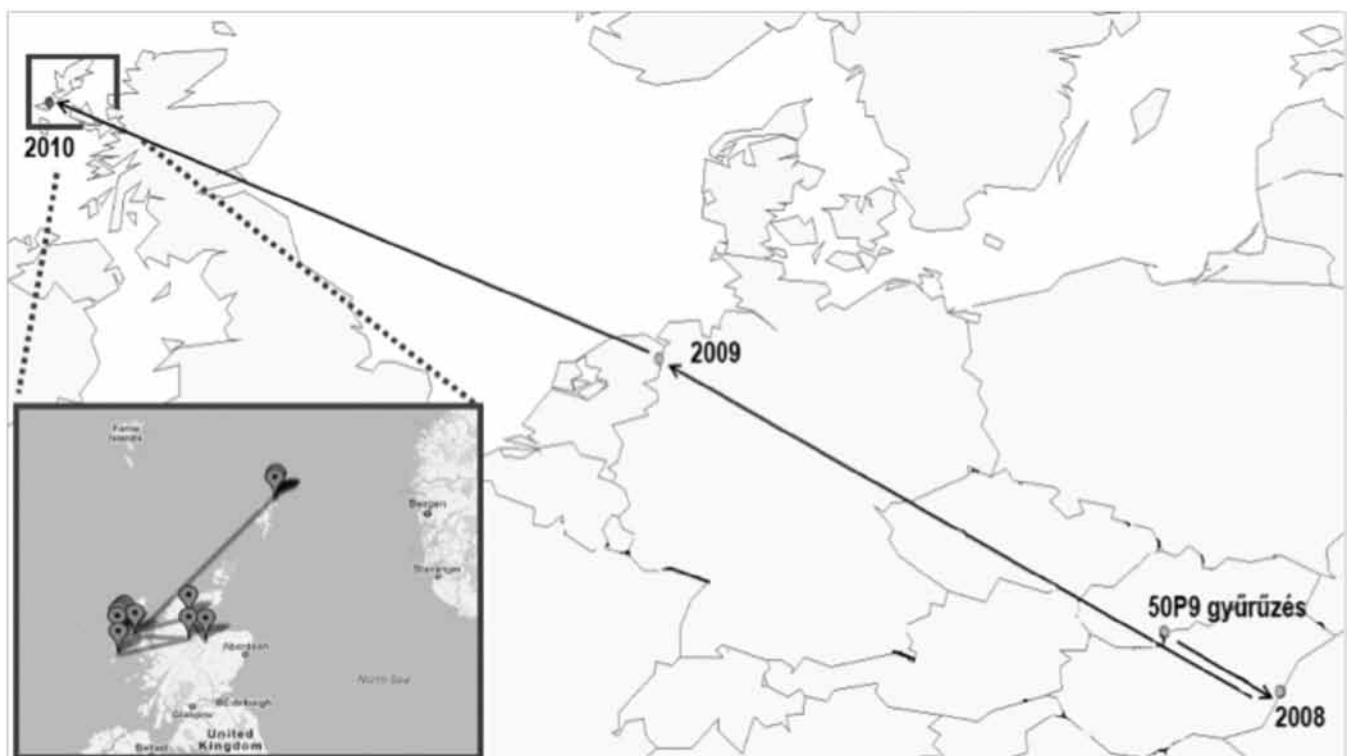 2010
2009
50P9 gyűrűzés
2008
Faroe
Islands
Bergen
Stavanger
Aberdeen
North Sea
Edinburgh
Glasgow
United
Kingdom
Belfast